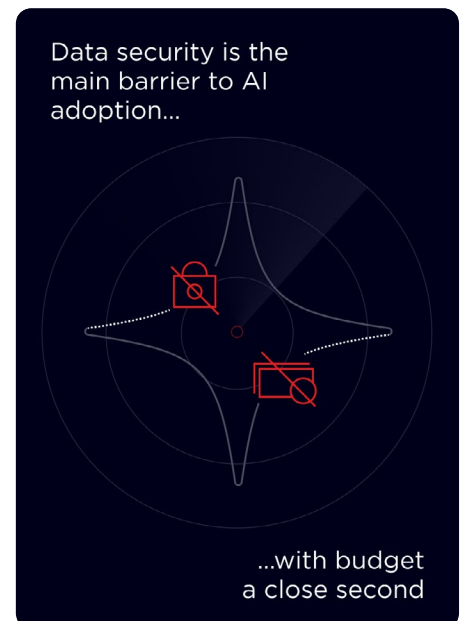 Data security is the
main barrier to AI
adoption...
...with budget
a close second